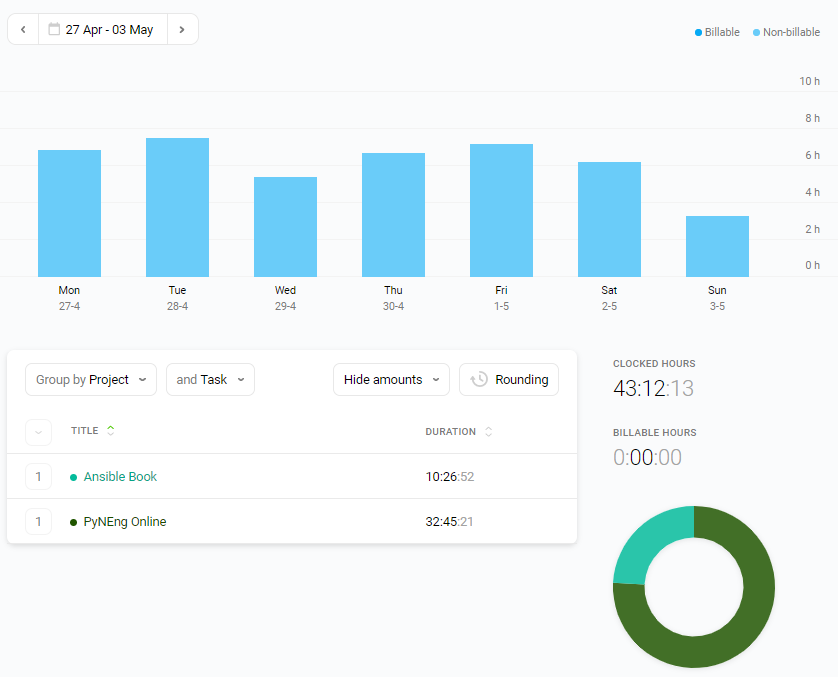 27 Apr - 03 May
Billable Non-billable
10 h
8 h
6 h
4 h
2 h
0 h
Mon Tue Wed Thu Fri Sat Sun
27-4 28-4 29-4 30-4 1-5 2-5 3-5
Group by Project and Task Hide amounts Rounding
TITLE DURATION
1 Ansible Book 10:26:52
1 PyNEng Online 32:45:21
CLOCKED HOURS
43:12:13
BILLABLE HOURS
0:00:00